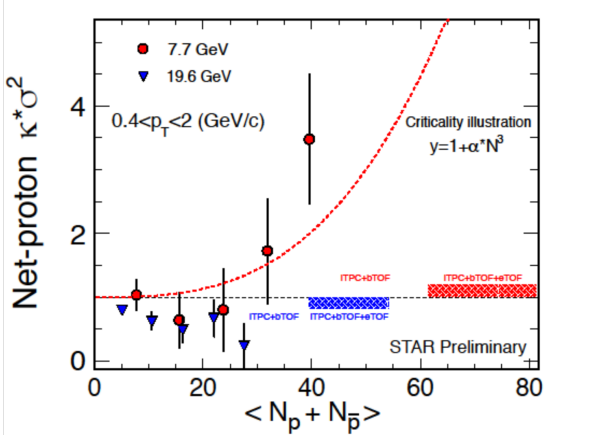 7.7 GeV
19.6 GeV
0.4<p_T<2 (GeV/c)
Criticality illustration
y=1+α*N³
Net-proton κ*σ²
4
2
0
iTPC+bTOF
iTPC+bTOF+eTOF
iTPC+bTOF
iTPC+bTOF+eTOF
STAR Preliminary
0 20 40 60 80
< N_p + N_p̄ >